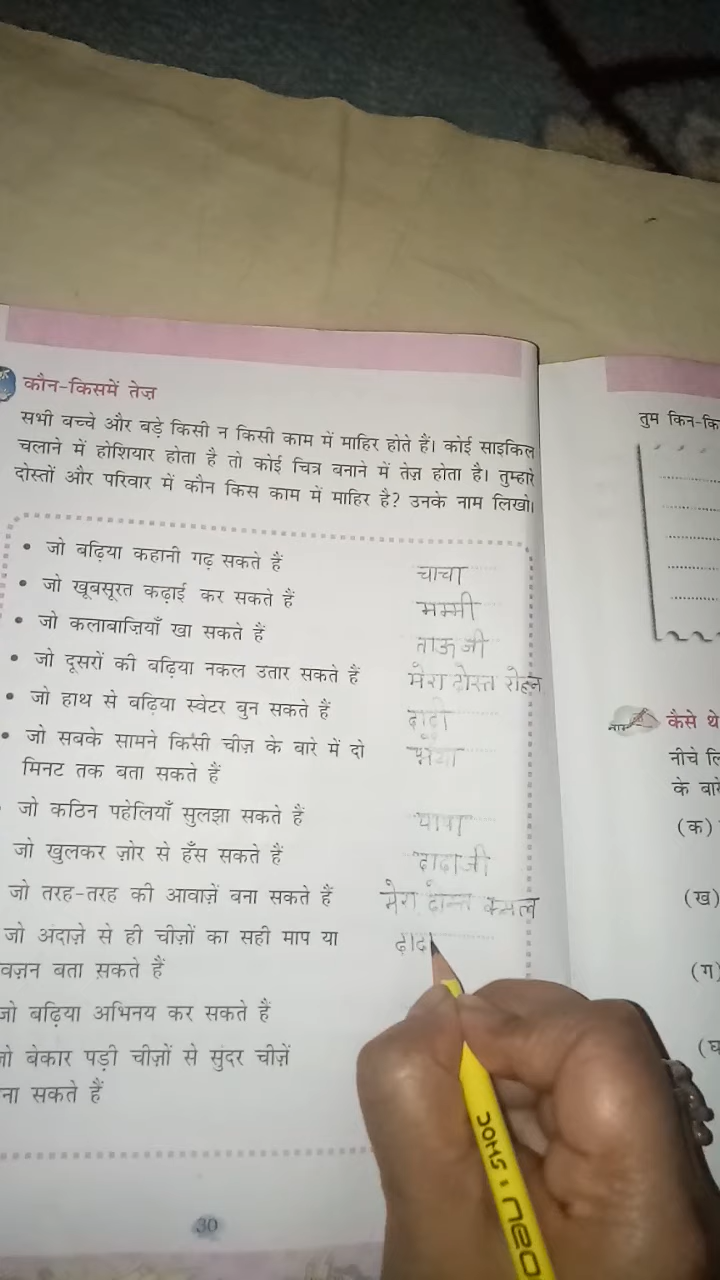 कौन-किसमें तेज़
सभी बच्चे और बड़े किसी न किसी काम में माहिर होते हैं। कोई साइकिल
चलाने में होशियार होता है तो कोई चित्र बनाने में तेज़ होता है। तुम्हारे
दोस्तों और परिवार में कौन किस काम में माहिर है? उनके नाम लिखो।
• जो बढ़िया कहानी गढ़ सकते हैं चाचा
• जो खूबसूरत कढ़ाई कर सकते हैं मम्मी
• जो कलाबाज़ियाँ खा सकते हैं ताऊजी
• जो दूसरों की बढ़िया नकल उतार सकते हैं मेरा दोस्त रोहन
• जो हाथ से बढ़िया स्वेटर बुन सकते हैं दादी
• जो सबके सामने किसी चीज़ के बारे में दो भैया
मिनट तक बता सकते हैं
जो कठिन पहेलियाँ सुलझा सकते हैं पापा
जो खुलकर ज़ोर से हँस सकते हैं दादाजी
जो तरह-तरह की आवाज़ें बना सकते हैं मेरा कमल
जो अंदाज़े से ही चीज़ों का सही माप या दादा
वज़न बता सकते हैं
जो बढ़िया अभिनय कर सकते हैं
जो बेकार पड़ी चीज़ों से सुंदर चीज़ें
ना सकते हैं
30
तुम किन-कि
कैसे थे
नीचे लि
के बारे
(क)
(ख)
(ग)
(घ
DOMS : neo